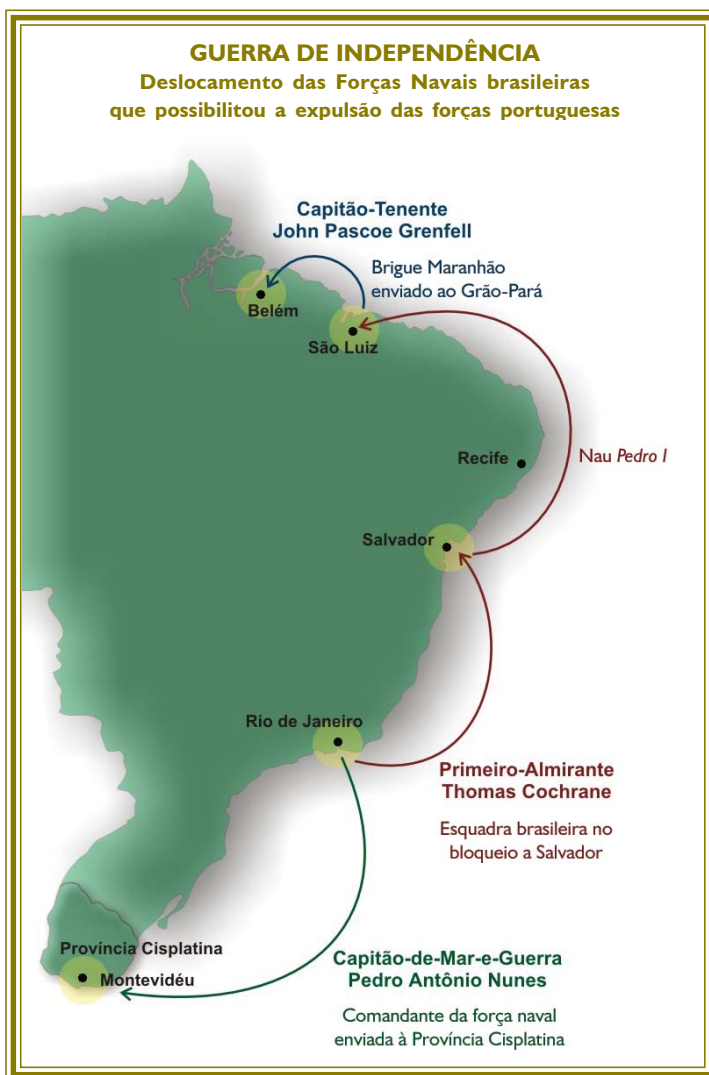 GUERRA DE INDEPENDÊNCIA
Deslocamento das Forças Navais brasileiras
que possibilitou a expulsão das forças portuguesas
Capitão-Tenente
John Pascoe Grenfell
Brigue Maranhão
enviado ao Grão-Pará
Belém
São Luiz
Recife
Nau Pedro I
Salvador
Rio de Janeiro
Primeiro-Almirante
Thomas Cochrane
Esquadra brasileira no
bloqueio a Salvador
Província Cisplatina
Montevidéu
Capitão-de-Mar-e-Guerra
Pedro Antônio Nunes
Comandante da força naval
enviada à Província Cisplatina